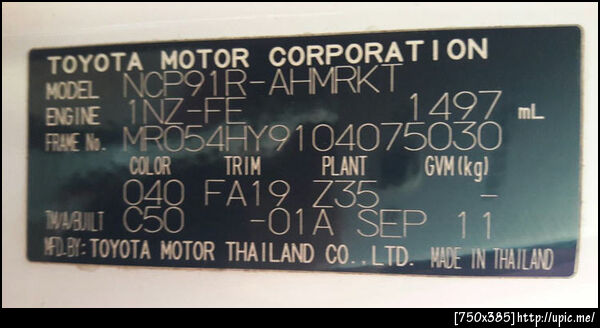 TOYOTA MOTOR CORPORATION
MODEL NCP91R-AHMRKT
ENGINE 1NZ-FE 1497 mL
FRAME No. MR054HY9104075030
COLOR TRIM PLANT GVM(kg)
040 FA19 Z35 -
TM/A/BUILT C50 -01A SEP 11
MFD.BY: TOYOTA MOTOR THAILAND CO.,LTD. MADE IN THAILAND
[750x385]http://upic.me/